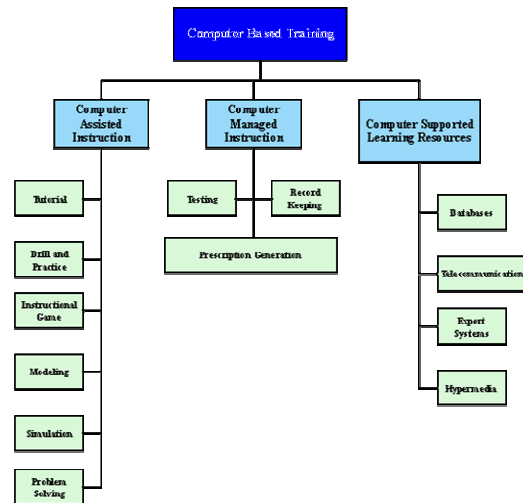 Computor Based Training
Computer
Assisted
Instruction
Computer
Managed
Instruction
Computer Supported
Learning Resources
Tutorial
Drill and
Practice
Instructional
Game
Modeling
Simulation
Problem
Solving
Testing
Record
Keeping
Prescription Generation
Databases
Telecommunication
Expert
Systems
Hypermedia